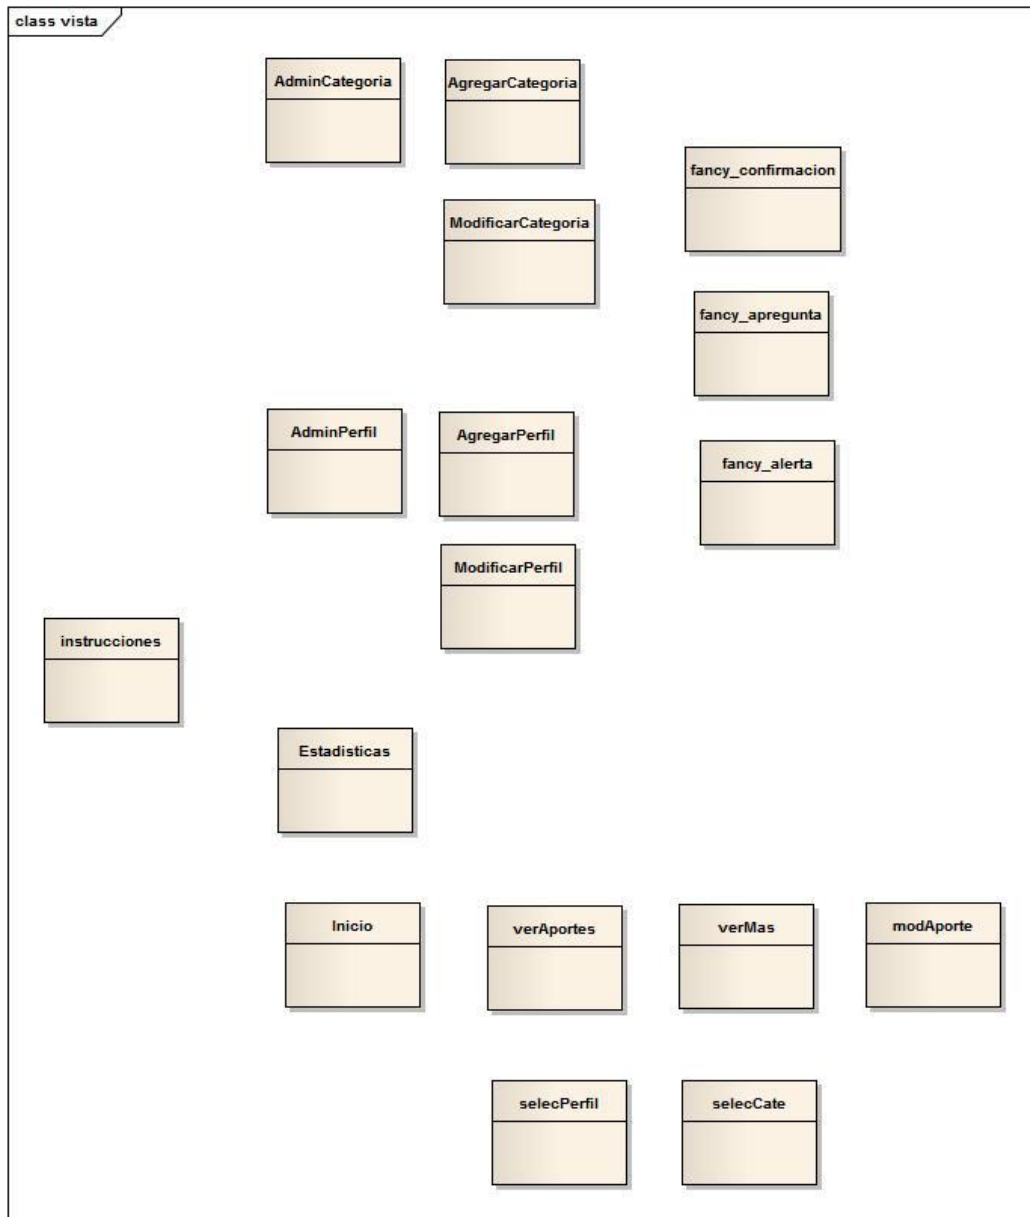 class vista
AdminCategoria
AgregarCategoria
fancy_confirmacion
ModificarCategoria
fancy_apregunta
AdminPerfil
AgregarPerfil
fancy_alerta
ModificarPerfil
instrucciones
Estadisticas
Inicio
verAportes
verMas
modAporte
selecPerfil
selecCate